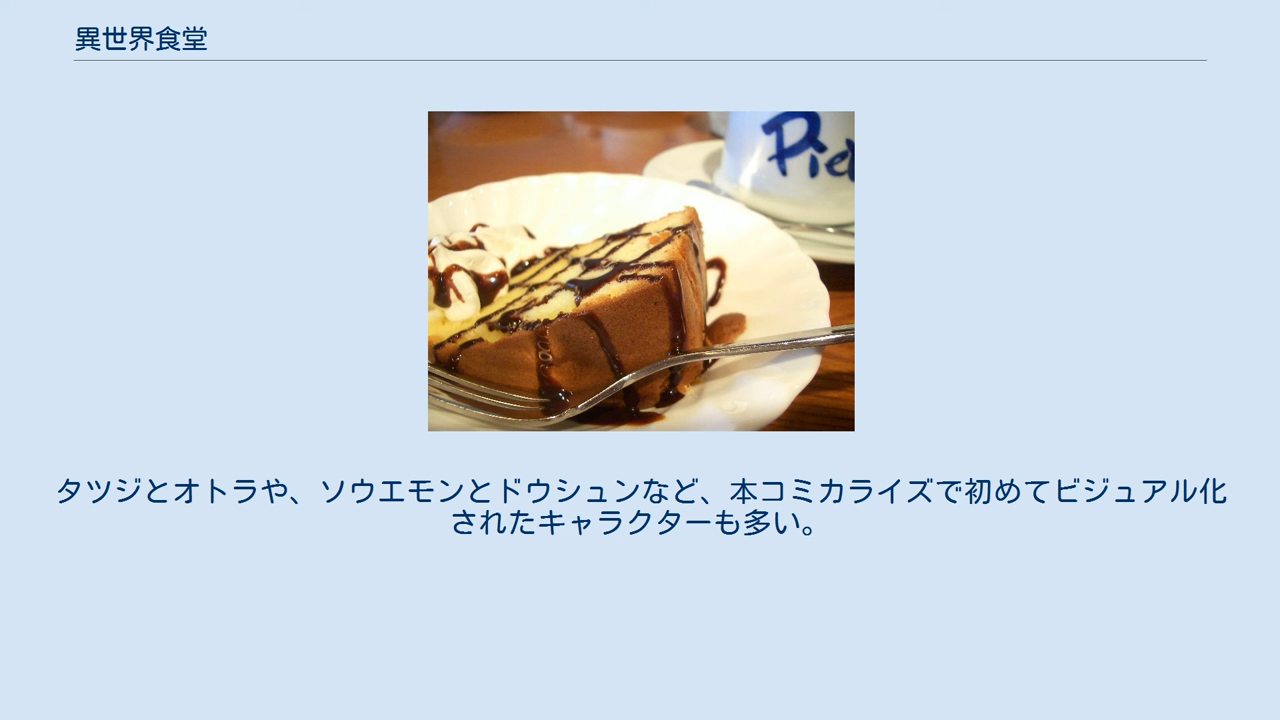 異世界食堂
タツジとオトラや、ソウエモンとドウシュンなど、本コミカライズで初めてビジュアル化
されたキャラクターも多い。